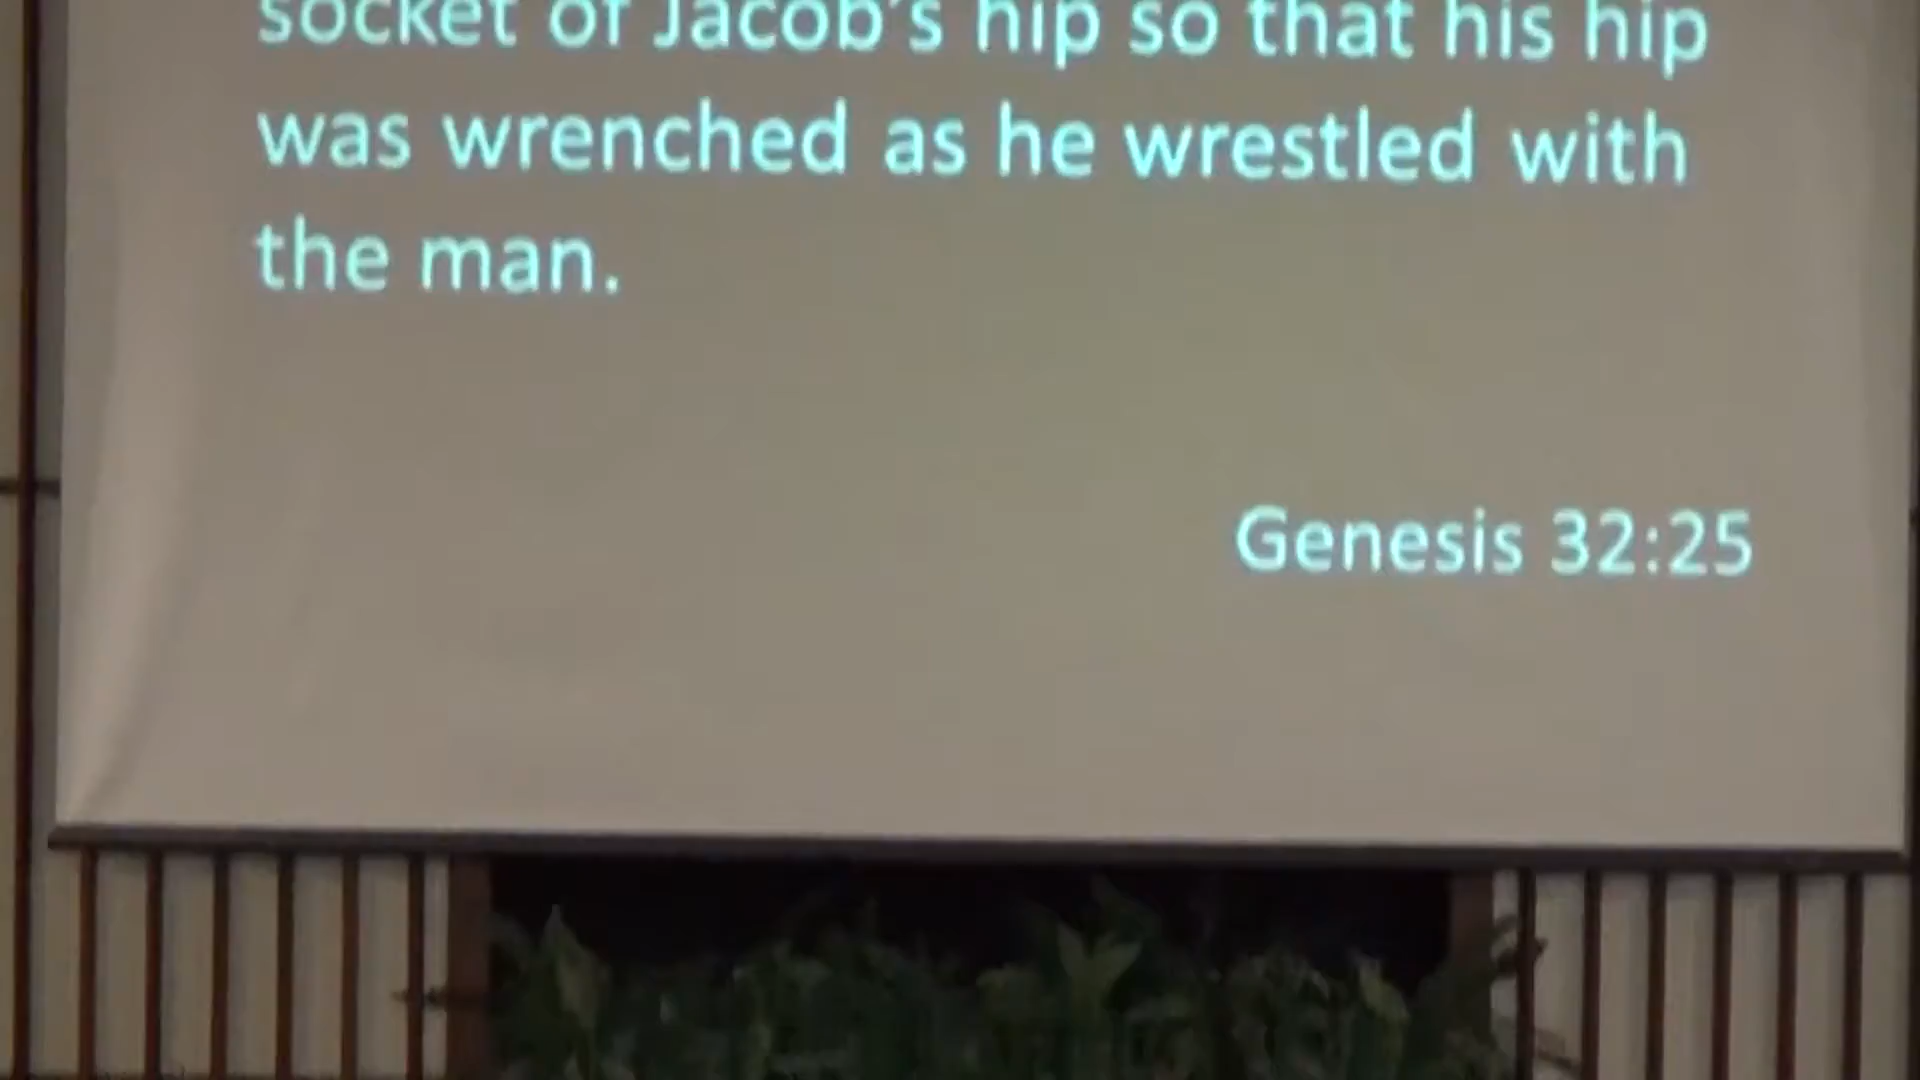 socket of Jacob's hip so that his hip
was wrenched as he wrestled with
the man.
Genesis 32:25